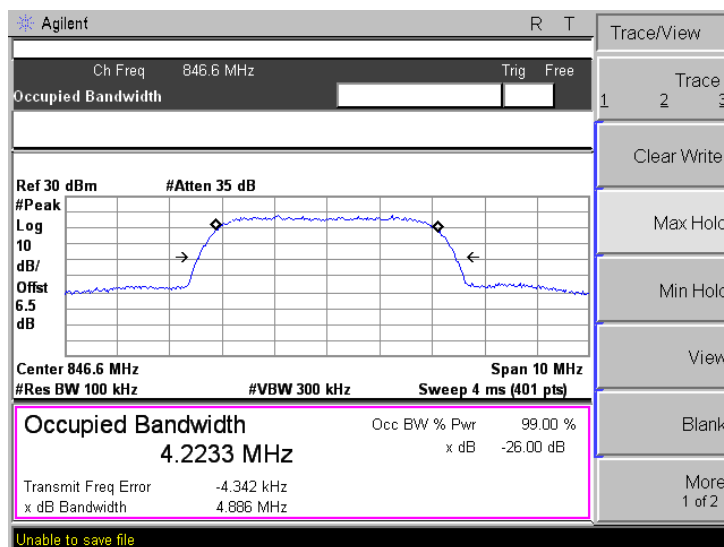 Agilent R T
Ch Freq 846.6 MHz Trig Free
Occupied Bandwidth
Ref 30 dBm #Atten 35 dB
#Peak
Log
10
dB/
Offst
6.5
dB
Center 846.6 MHz Span 10 MHz
#Res BW 100 kHz #VBW 300 kHz Sweep 4 ms (401 pts)
Occupied Bandwidth Occ BW % Pwr 99.00 %
4.2233 MHz x dB -26.00 dB
Transmit Freq Error -4.342 kHz
x dB Bandwidth 4.886 MHz
Unable to save file
Trace/View
Trace
1 2 3
Clear Write
Max Hold
Min Hold
View
Blank
More
1 of 2